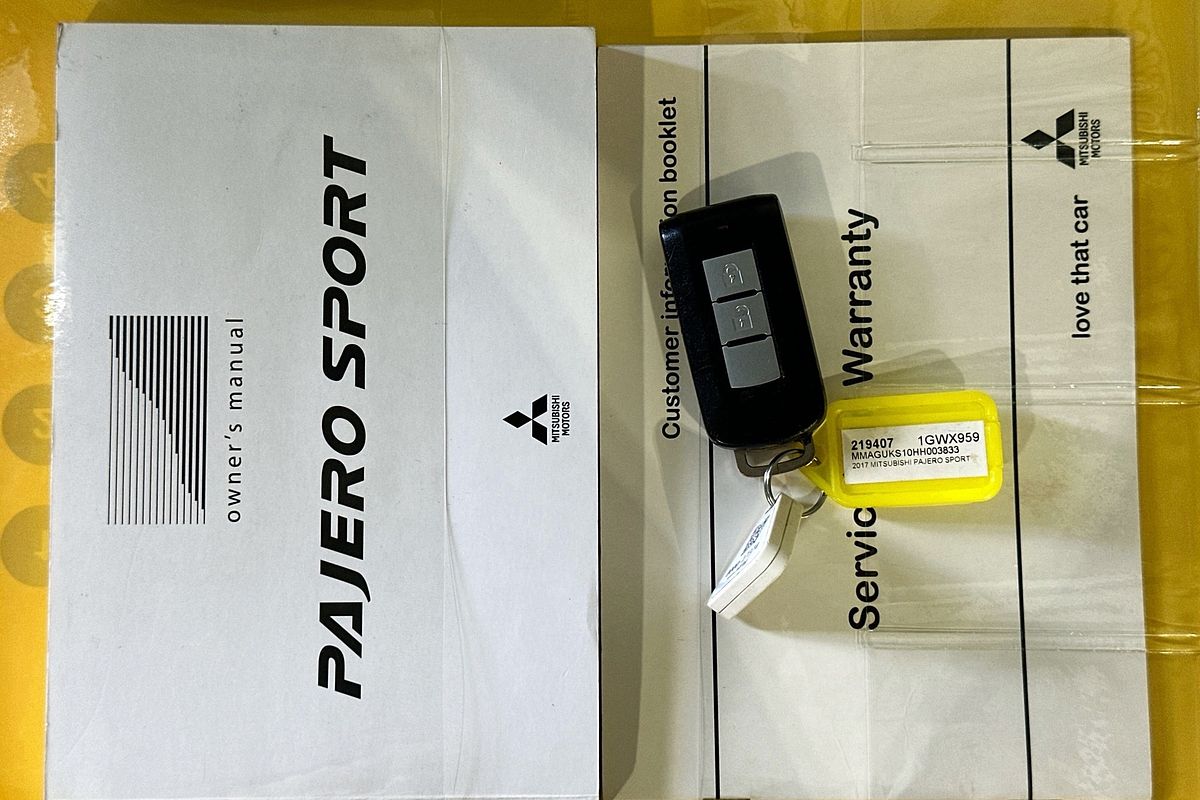 owner's manual
PAJERO SPORT
MITSUBISHI
MOTORS
Customer information booklet
Service Warranty
love that car
MITSUBISHI
MOTORS
219407 1GWX959
MMAGUKS10HH003833
2017 MITSUBISHI PAJERO SPORT